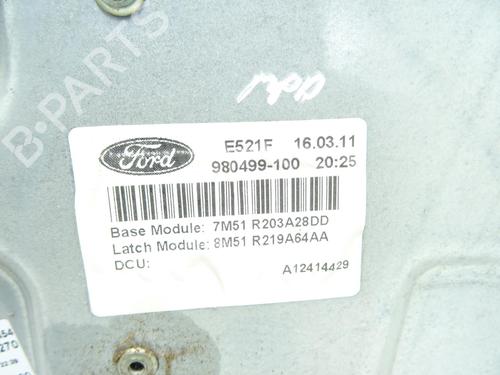 B-PARTS
Ford
E521F 16.03.11
980499-100 20:25
Base Module: 7M51 R203A28DD
Latch Module: 8M51 R219A64AA
DCU:
A12414429
270